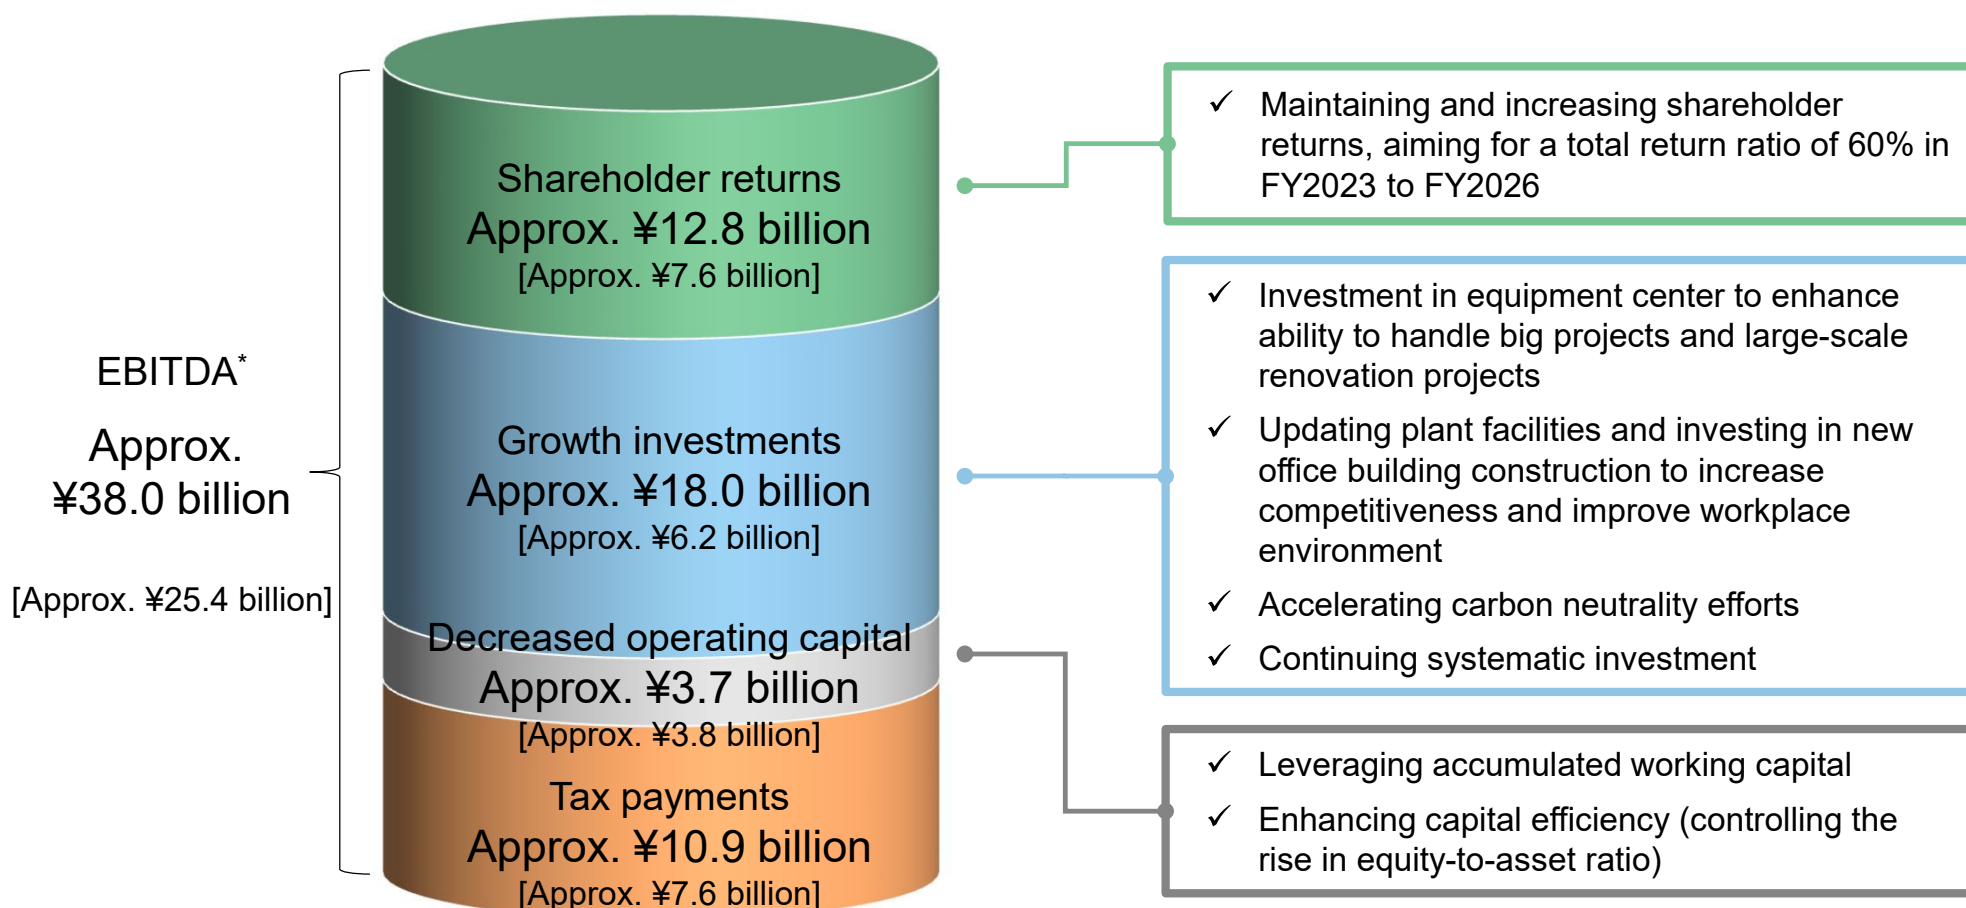 EBITDA*
Approx.
¥38.0 billion
[Approx. ¥25.4 billion]
Shareholder returns
Approx. ¥12.8 billion
[Approx. ¥7.6 billion]
Growth investments
Approx. ¥18.0 billion
[Approx. ¥6.2 billion]
Decreased operating capital
Approx. ¥3.7 billion
[Approx. ¥3.8 billion]
Tax payments
Approx. ¥10.9 billion
[Approx. ¥7.6 billion]
✓ Maintaining and increasing shareholder
returns, aiming for a total return ratio of 60% in
FY2023 to FY2026
✓ Investment in equipment center to enhance
ability to handle big projects and large-scale
renovation projects
✓ Updating plant facilities and investing in new
office building construction to increase
competitiveness and improve workplace
environment
✓ Accelerating carbon neutrality efforts
✓ Continuing systematic investment
✓ Leveraging accumulated working capital
✓ Enhancing capital efficiency (controlling the
rise in equity-to-asset ratio)